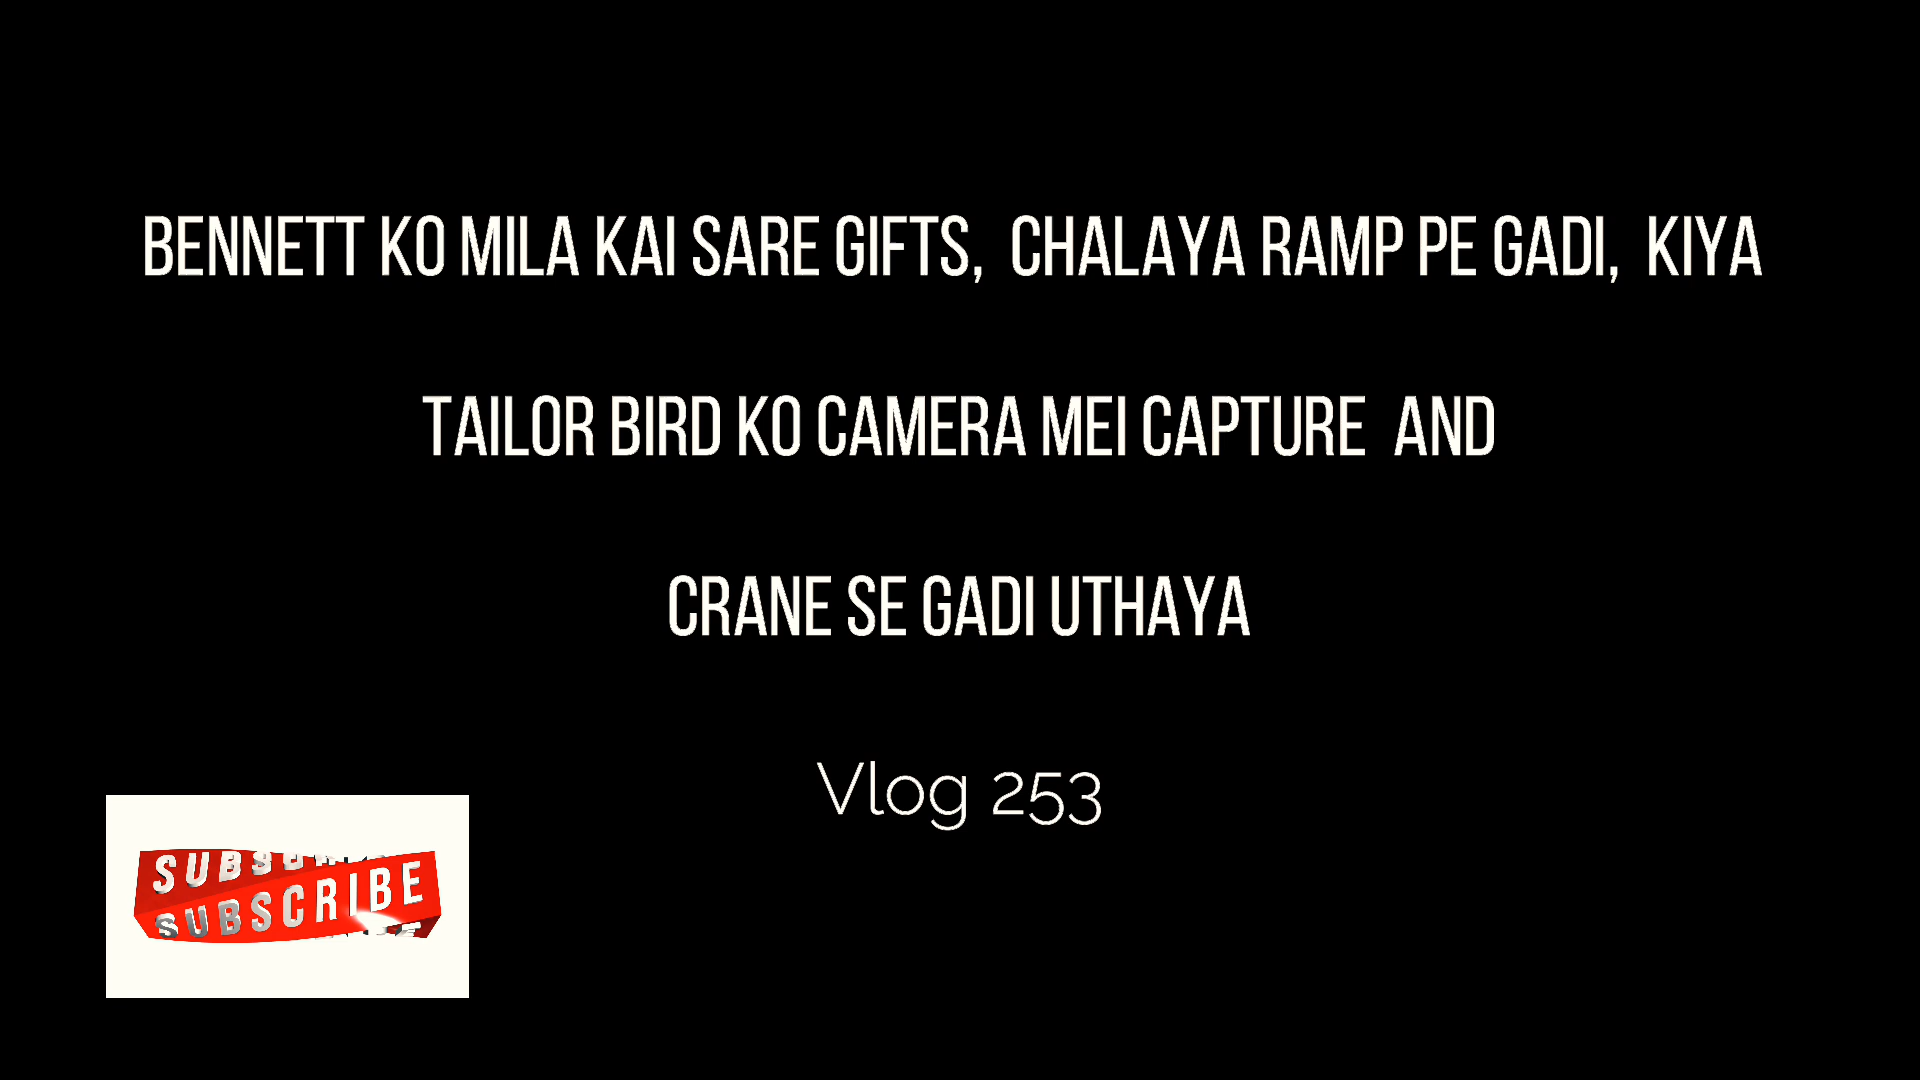 BENNETT KO MILA KAI SARE GIFTS, CHALAYA RAMP PE GADI, KIYA
TAILOR BIRD KO CAMERA MEI CAPTURE AND
CRANE SE GADI UTHAYA
Vlog 253
SUBSCRIBE
SUBSCRIBE